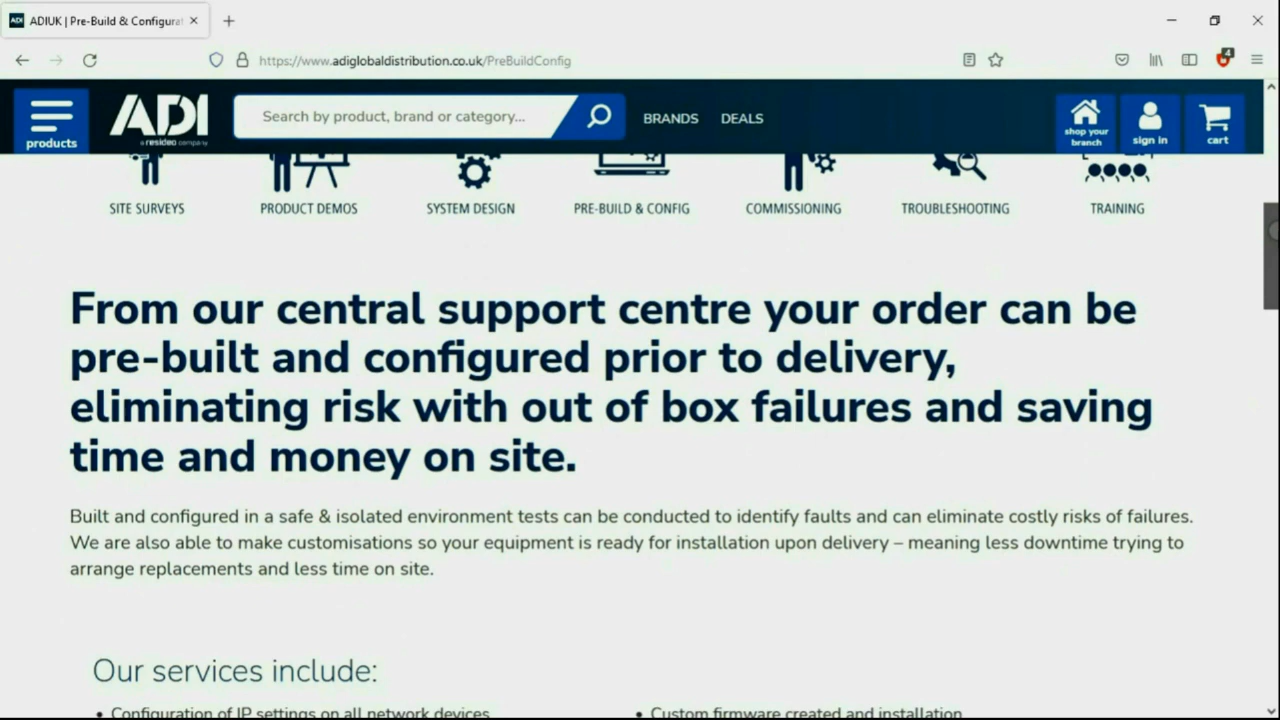 ADI
ADIUK | Pre-Build & Configurat
https://www.adiglobaldistribution.co.uk/PreBuildConfig
4
products
ADI
a resideo company
Search by product, brand or category...
BRANDS
DEALS
shop your
branch
sign in
cart
SITE SURVEYS
PRODUCT DEMOS
SYSTEM DESIGN
PRE-BUILD & CONFIG
COMMISSIONING
TROUBLESHOOTING
TRAINING
From our central support centre your order can be
pre-built and configured prior to delivery,
eliminating risk with out of box failures and saving
time and money on site.
Built and configured in a safe & isolated environment tests can be conducted to identify faults and can eliminate costly risks of failures.
We are also able to make customisations so your equipment is ready for installation upon delivery – meaning less downtime trying to
arrange replacements and less time on site.
Our services include:
• Configuration of IP settings on all network devices
• Custom firmware created and installation